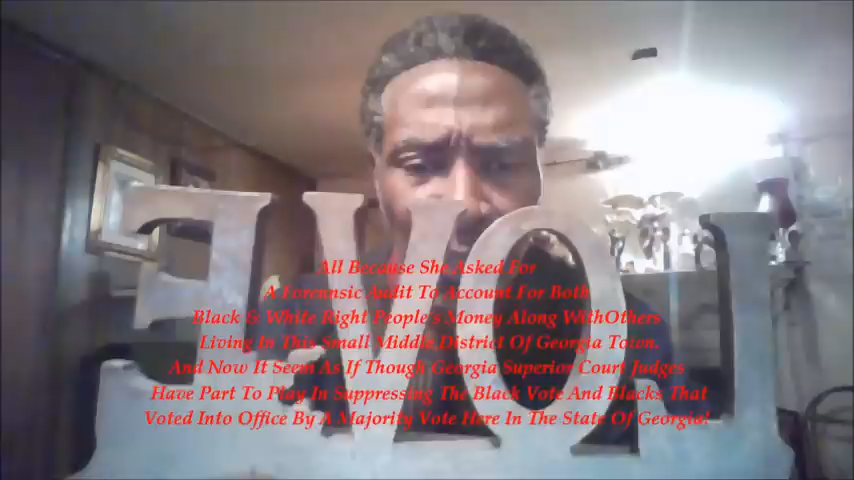 LOVE
All Because She Asked For
A Forcnsic Audit To Account For Both
Black & White Right People's Money Along WithOthers
Living In This Small Middle,District Of Georgia Town.
And Now It Seem As If Though Georgia Superior Court Judges
Have Part To Play In Suppressing The Black Vote And Blacks That
Voted Into Office By A Majority Vote Here In The State Of Georgia!